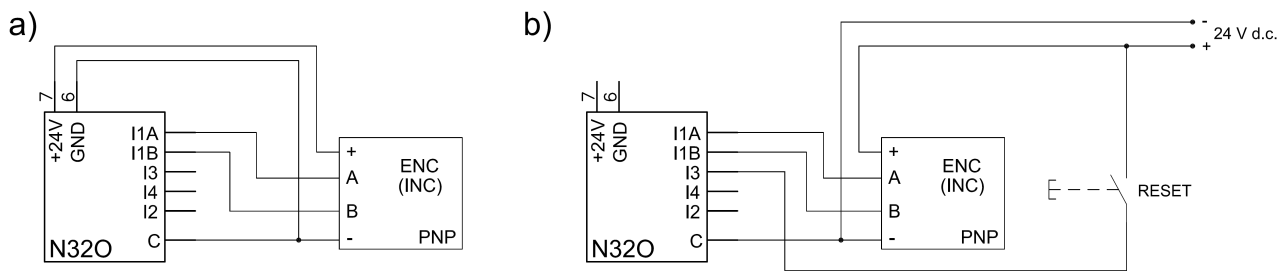 a)
7
6
+24V
GND
I1A
I1B
I3
I4
I2
C
N32O
+
A
B
-
ENC
(INC)
PNP
b)
-
24 V d.c.
+
7
6
+24V
GND
I1A
I1B
I3
I4
I2
C
N32O
+
A
B
-
ENC
(INC)
PNP
RESET